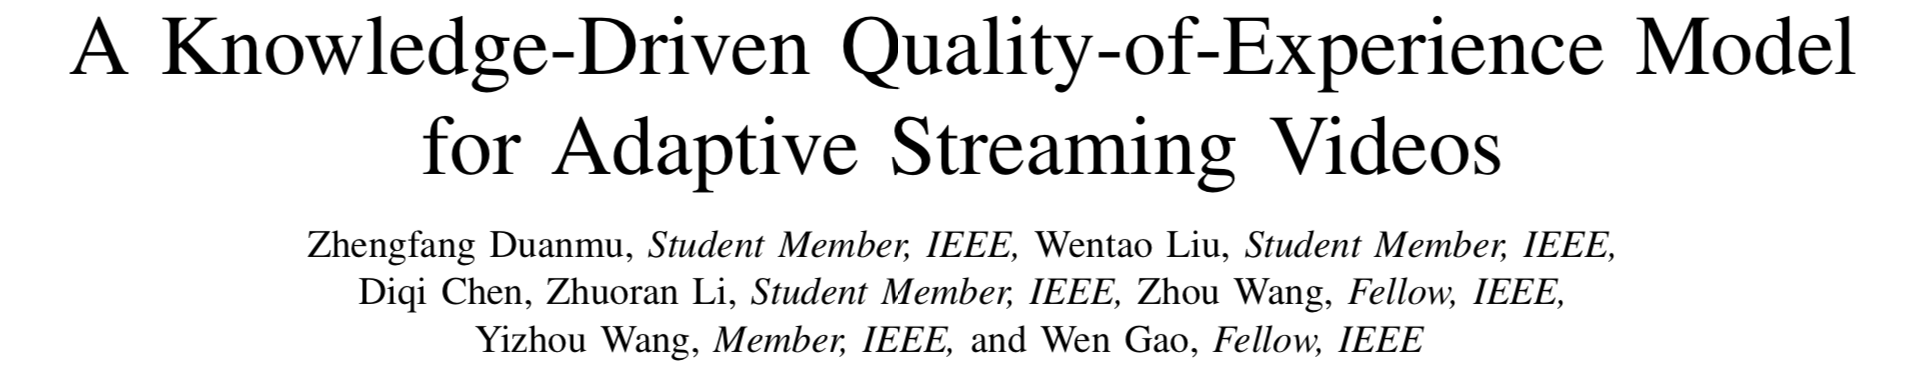 A Knowledge-Driven Quality-of-Experience Model
for Adaptive Streaming Videos
Zhengfang Duanmu, Student Member, IEEE, Wentao Liu, Student Member, IEEE,
Diqi Chen, Zhuoran Li, Student Member, IEEE, Zhou Wang, Fellow, IEEE,
Yizhou Wang, Member, IEEE, and Wen Gao, Fellow, IEEE